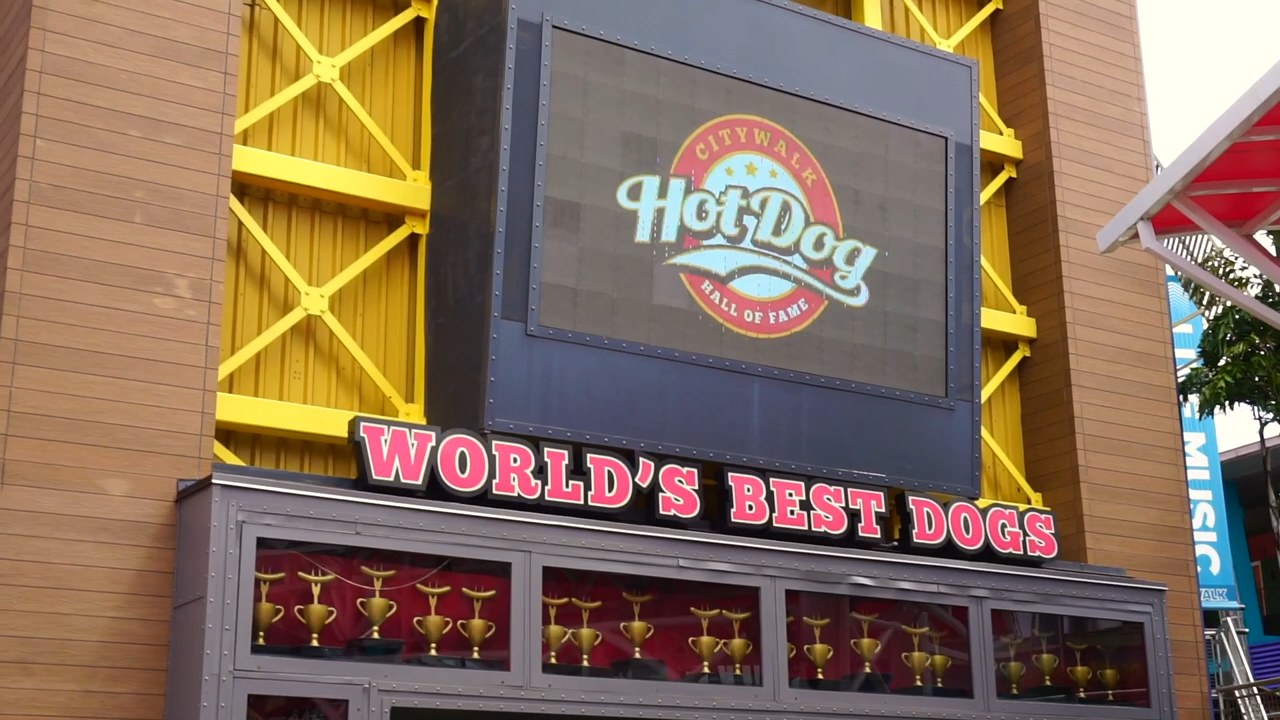 CITYWALK
Hot Dog
HALL OF FAME
WORLD'S BEST DOGS
MUSIC